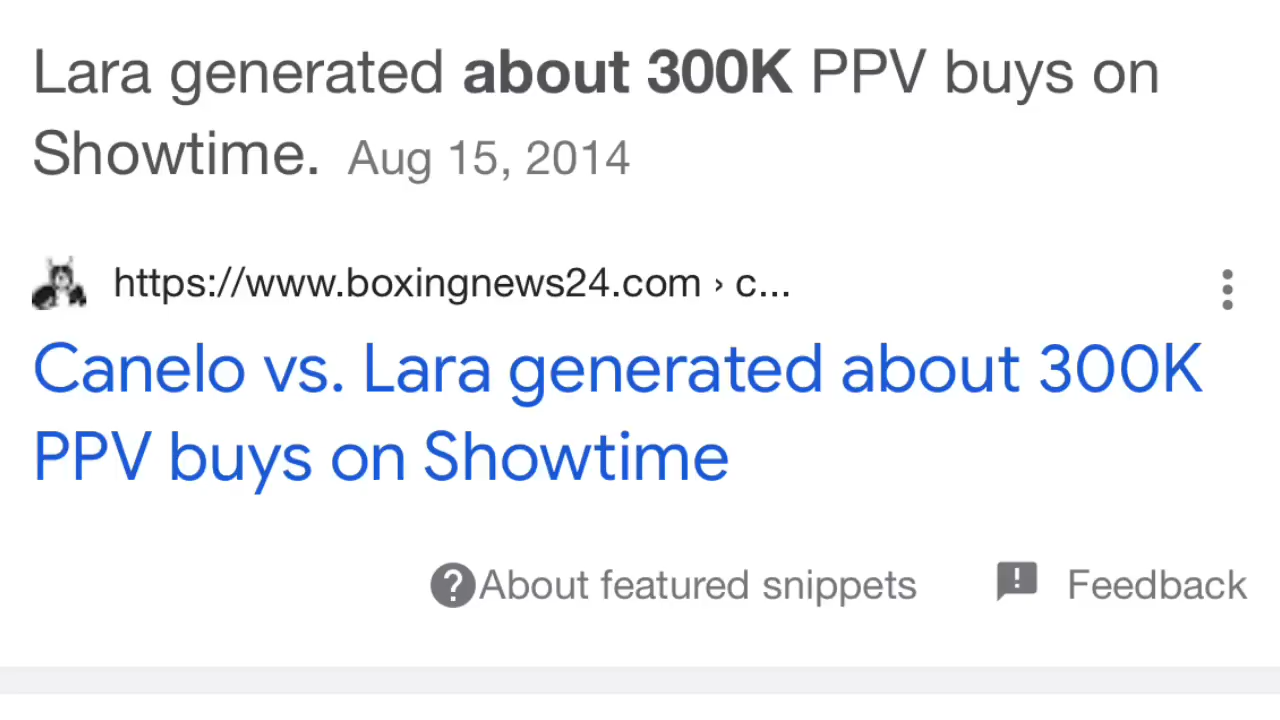 Lara generated about 300K PPV buys on
Showtime. Aug 15, 2014
https://www.boxingnews24.com › c...
Canelo vs. Lara generated about 300K
PPV buys on Showtime
About featured snippets Feedback